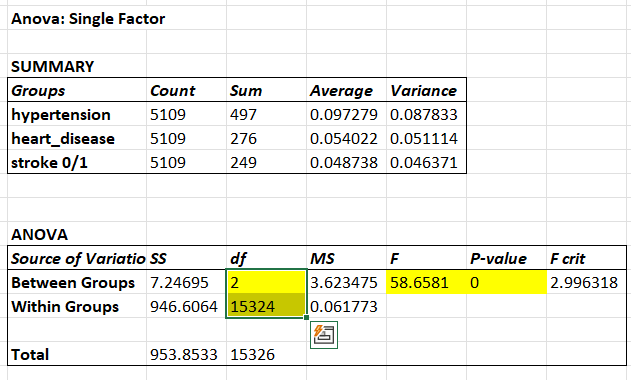 Anova: Single Factor
SUMMARY
Groups Count Sum Average Variance
hypertension 5109 497 0.097279 0.087833
heart_disease 5109 276 0.054022 0.051114
stroke 0/1 5109 249 0.048738 0.046371
ANOVA
Source of Variatio SS df MS F P-value F crit
Between Groups 7.24695 2 3.623475 58.6581 0 2.996318
Within Groups 946.6064 15324 0.061773
Total 953.8533 15326